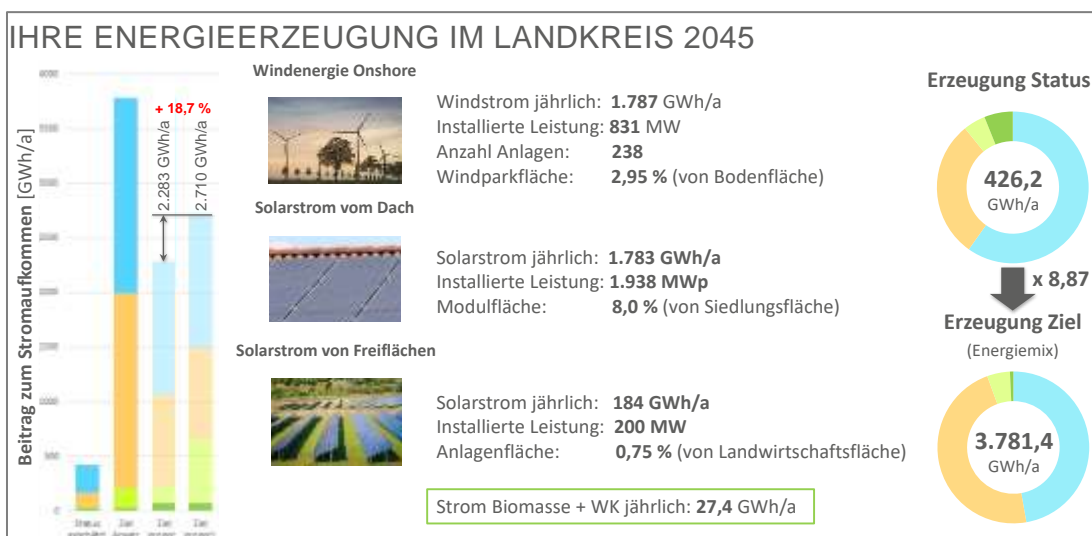 IHRE ENERGIEERZEUGUNG IM LANDKREIS 2045
Beitrag zum Stromaufkommen [GWh/a]
+ 18,7 %
2.283 GWh/a
2.710 GWh/a
Windenergie Onshore
Windstrom jährlich: 1.787 GWh/a
Installierte Leistung: 831 MW
Anzahl Anlagen: 238
Windparkfläche: 2,95 % (von Bodenfläche)
Solarstrom vom Dach
Solarstrom jährlich: 1.783 GWh/a
Installierte Leistung: 1.938 MWp
Modulfläche: 8,0 % (von Siedlungsfläche)
Solarstrom von Freiflächen
Solarstrom jährlich: 184 GWh/a
Installierte Leistung: 200 MW
Anlagenfläche: 0,75 % (von Landwirtschaftsfläche)
Strom Biomasse + WK jährlich: 27,4 GWh/a
Erzeugung Status
426,2
GWh/a
x 8,87
Erzeugung Ziel
(Energiemix)
3.781,4
GWh/a